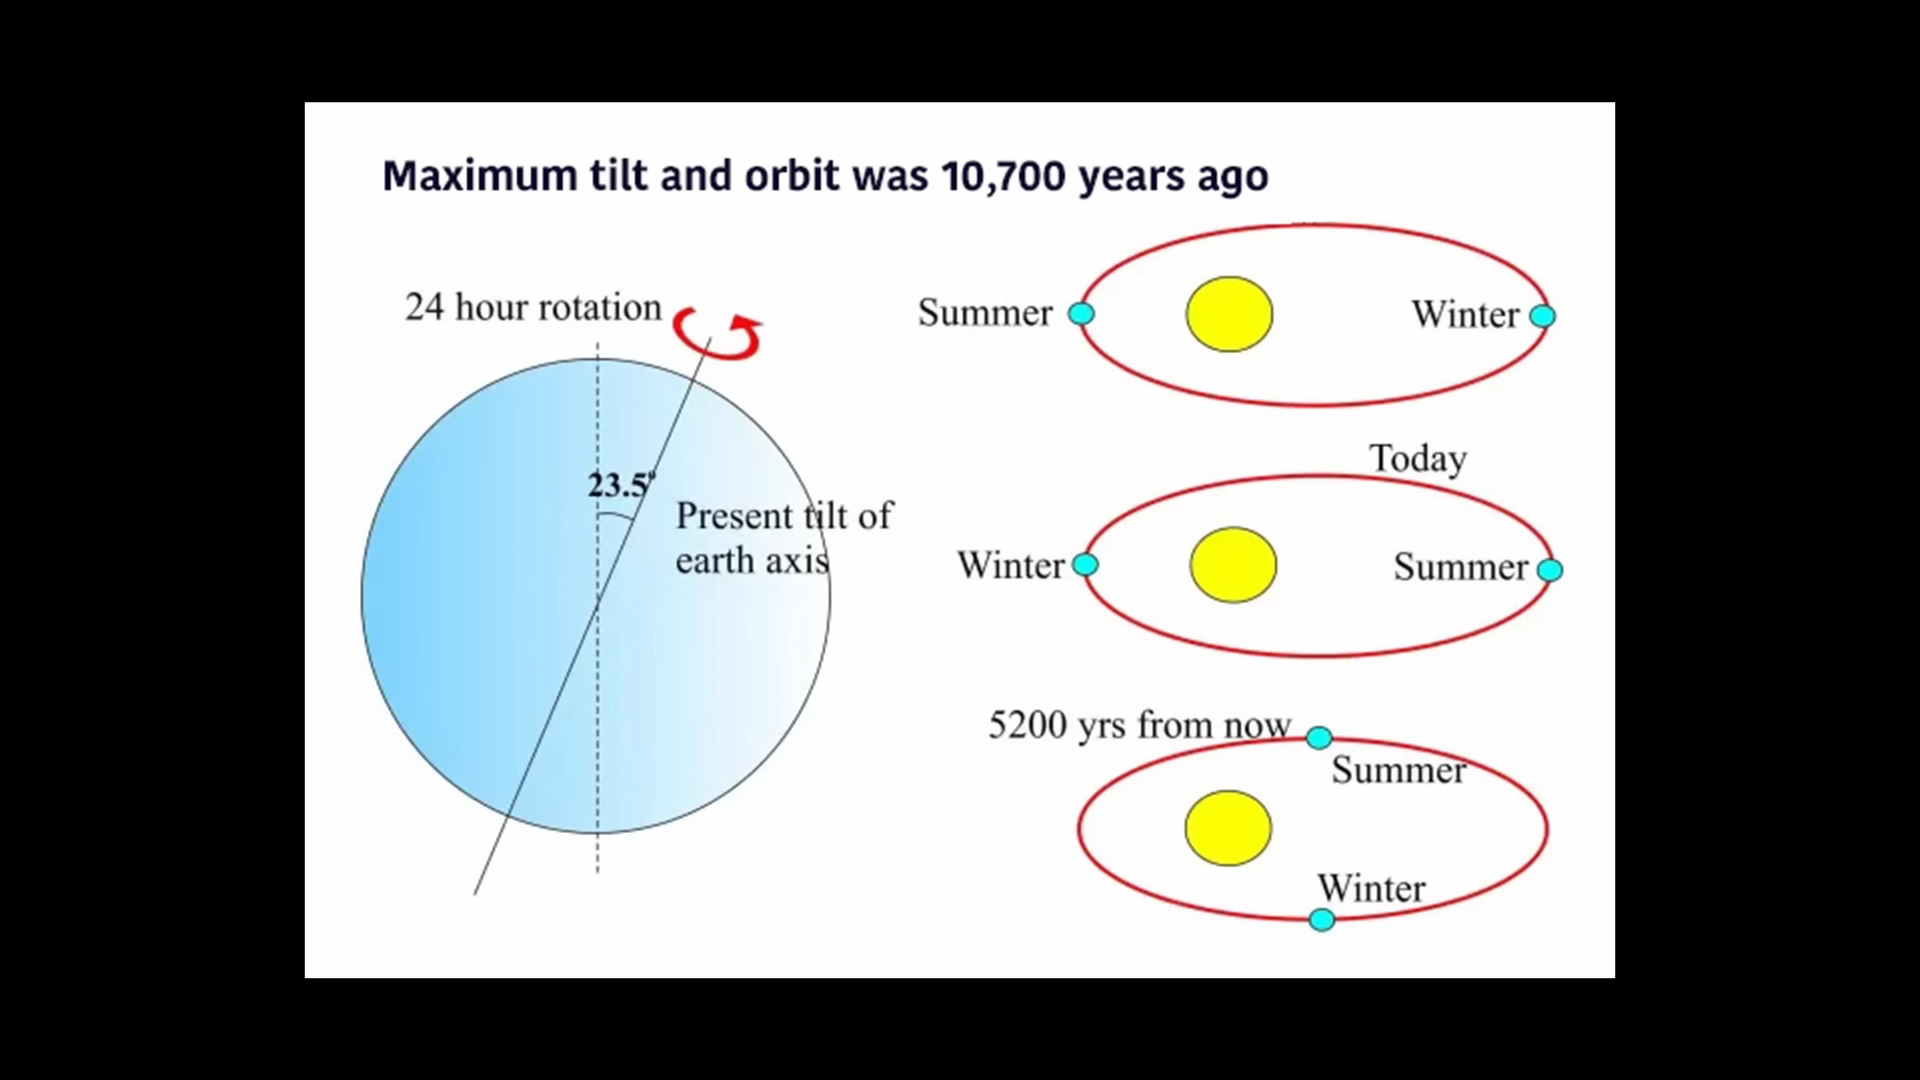 Maximum tilt and orbit was 10,700 years ago
24 hour rotation
23.5°
Present tilt of
earth axis
Summer
Winter
Today
Winter
Summer
5200 yrs from now
Summer
Winter